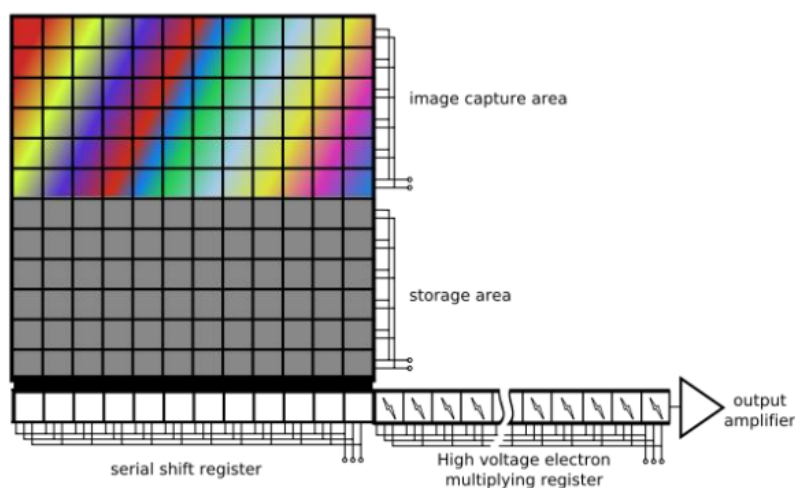 image capture area
storage area
output
amplifier
serial shift register
High voltage electron
multiplying register